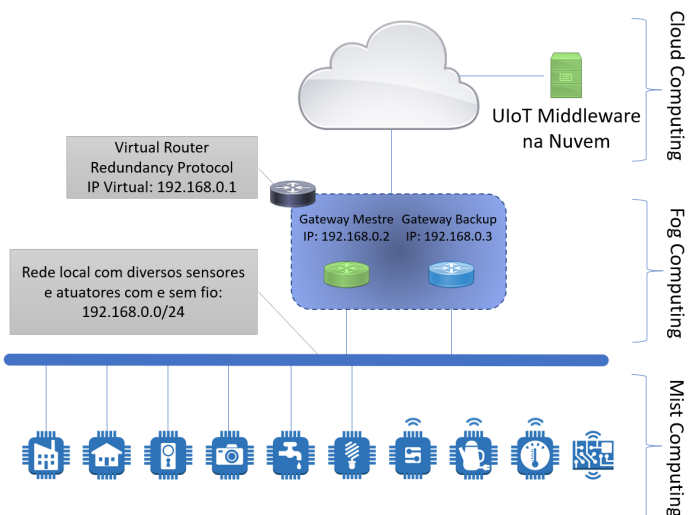 Cloud Computing
UIoT Middleware
na Nuvem
Virtual Router
Redundancy Protocol
IP Virtual: 192.168.0.1
Gateway Mestre
IP: 192.168.0.2
Gateway Backup
IP: 192.168.0.3
Fog Computing
Rede local com diversos sensores
e atuatores com e sem fio:
192.168.0.0/24
Mist Computing